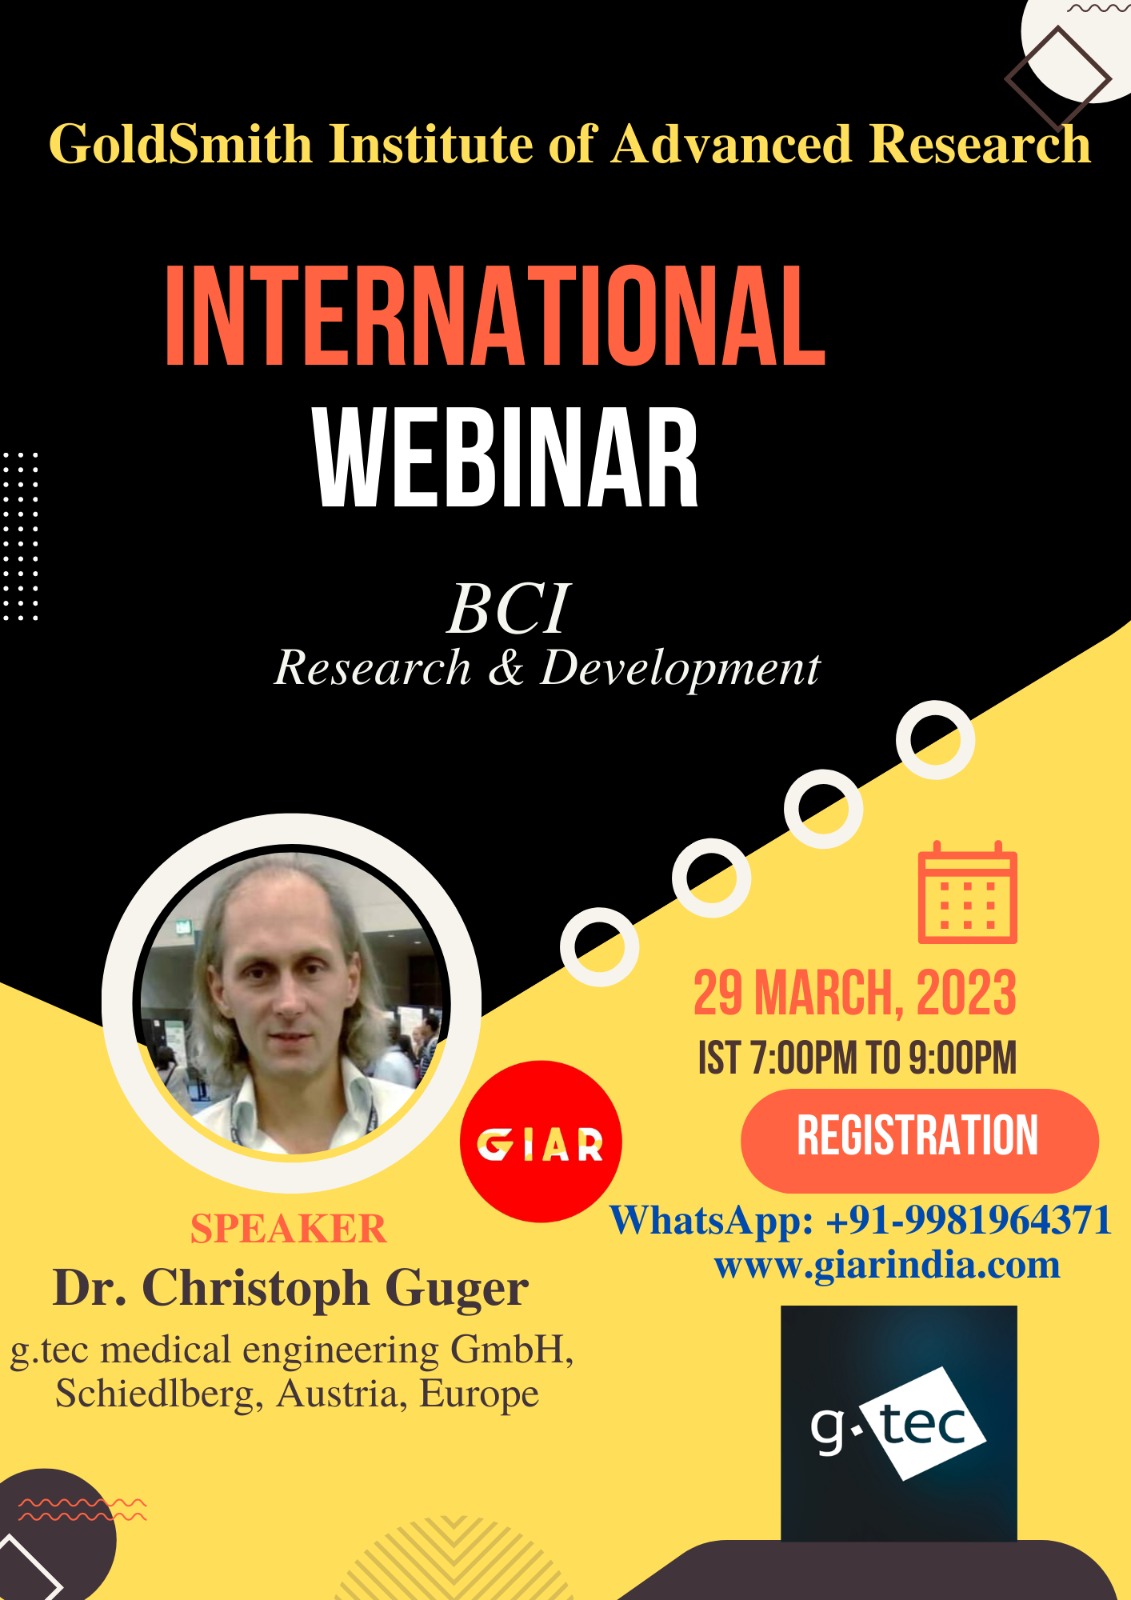 GoldSmith Institute of Advanced Research
INTERNATIONAL
WEBINAR
BCI
Research & Development
29 MARCH, 2023
IST 7:00PM TO 9:00PM
REGISTRATION
WhatsApp: +91-9981964371
www.giarindia.com
GIAR
SPEAKER
Dr. Christoph Guger
g.tec medical engineering GmbH,
Schiedlberg, Austria, Europe
g.tec